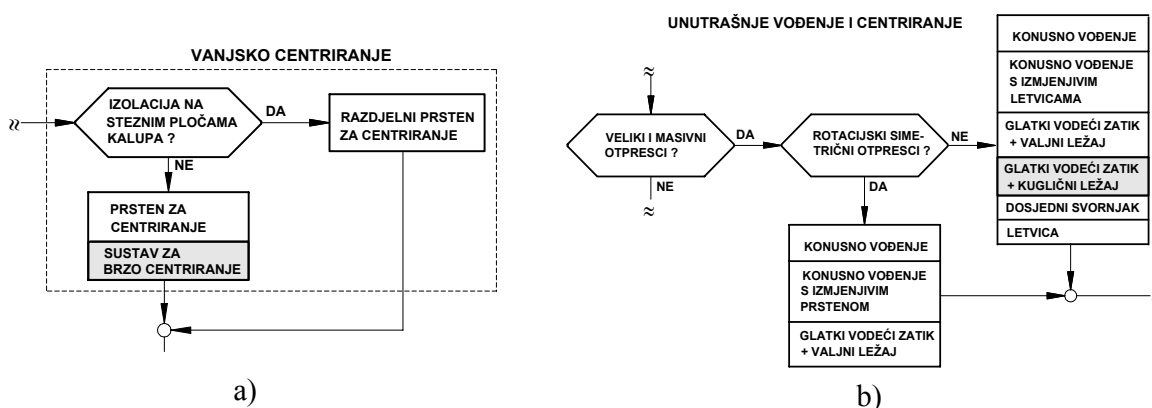 VANJSKO CENTRIRANJE
IZOLACIJA NA
STEZNIM PLOČAMA
KALUPA ?
DA
RAZDJELNI PRSTEN
ZA CENTRIRANJE
NE
PRSTEN ZA
CENTRIRANJE
SUSTAV ZA
BRZO CENTRIRANJE
a)
UNUTRAŠNJE VOĐENJE I CENTRIRANJE
VELIKI I MASIVNI
OTPRESCI ?
DA
NE
ROTACIJSKI SIME-
TRIČNI OTPRESCI ?
NE
DA
KONUSNO VOĐENJE
KONUSNO VOĐENJE
S IZMJENJIVIM
LETVICAMA
GLATKI VODEĆI ZATIK
+ VALJNI LEŽAJ
GLATKI VODEĆI ZATIK
+ KUGLIČNI LEŽAJ
DOSJEDNI SVORNJAK
LETVICA
KONUSNO VOĐENJE
KONUSNO VOĐENJE
S IZMJENJIVIM
PRSTENOM
GLATKI VODEĆI ZATIK
+ VALJNI LEŽAJ
b)